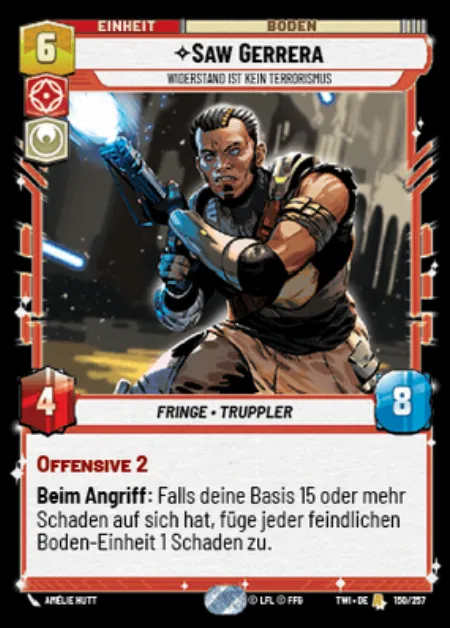 EINHEIT
BODEN
6
SAW GERRERA
WIDERSTAND IST KEIN TERRORISMUS
4
FRINGE • TRUPPLER
8
OFFENSIVE 2
Beim Angriff: Falls deine Basis 15 oder mehr
Schaden auf sich hat, füge jeder feindlichen
Boden-Einheit 1 Schaden zu.
AMÉLIE HUTT
© LFL © FFG
TWI • DE
150/257